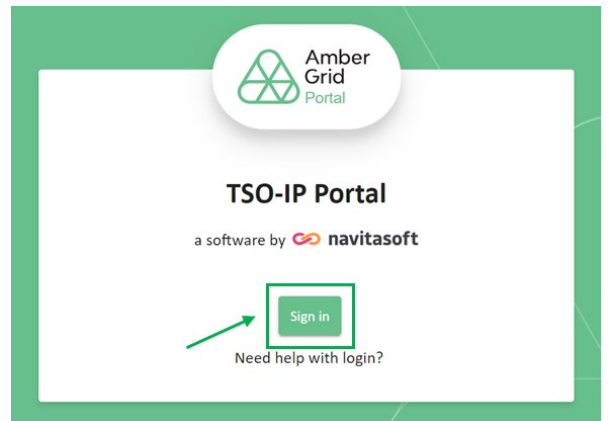 Amber
Grid
Portal
TSO-IP Portal
a software by navitasoft
Sign in
Need help with login?